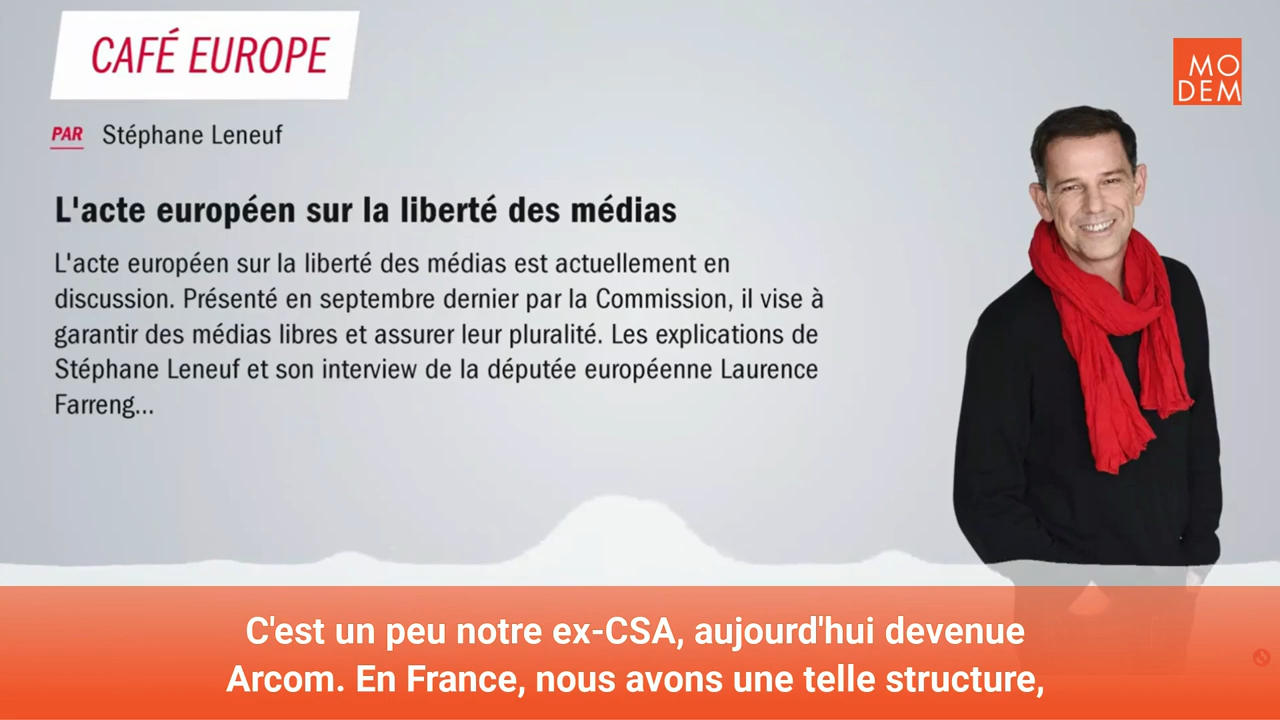 CAFÉ EUROPE
MO
DEM
PAR Stéphane Leneuf
L'acte européen sur la liberté des médias
L'acte européen sur la liberté des médias est actuellement en
discussion. Présenté en septembre dernier par la Commission, il vise à
garantir des médias libres et assurer leur pluralité. Les explications de
Stéphane Leneuf et son interview de la députée européenne Laurence
Farreng...
C'est un peu notre ex-CSA, aujourd'hui devenue
Arcom. En France, nous avons une telle structure,